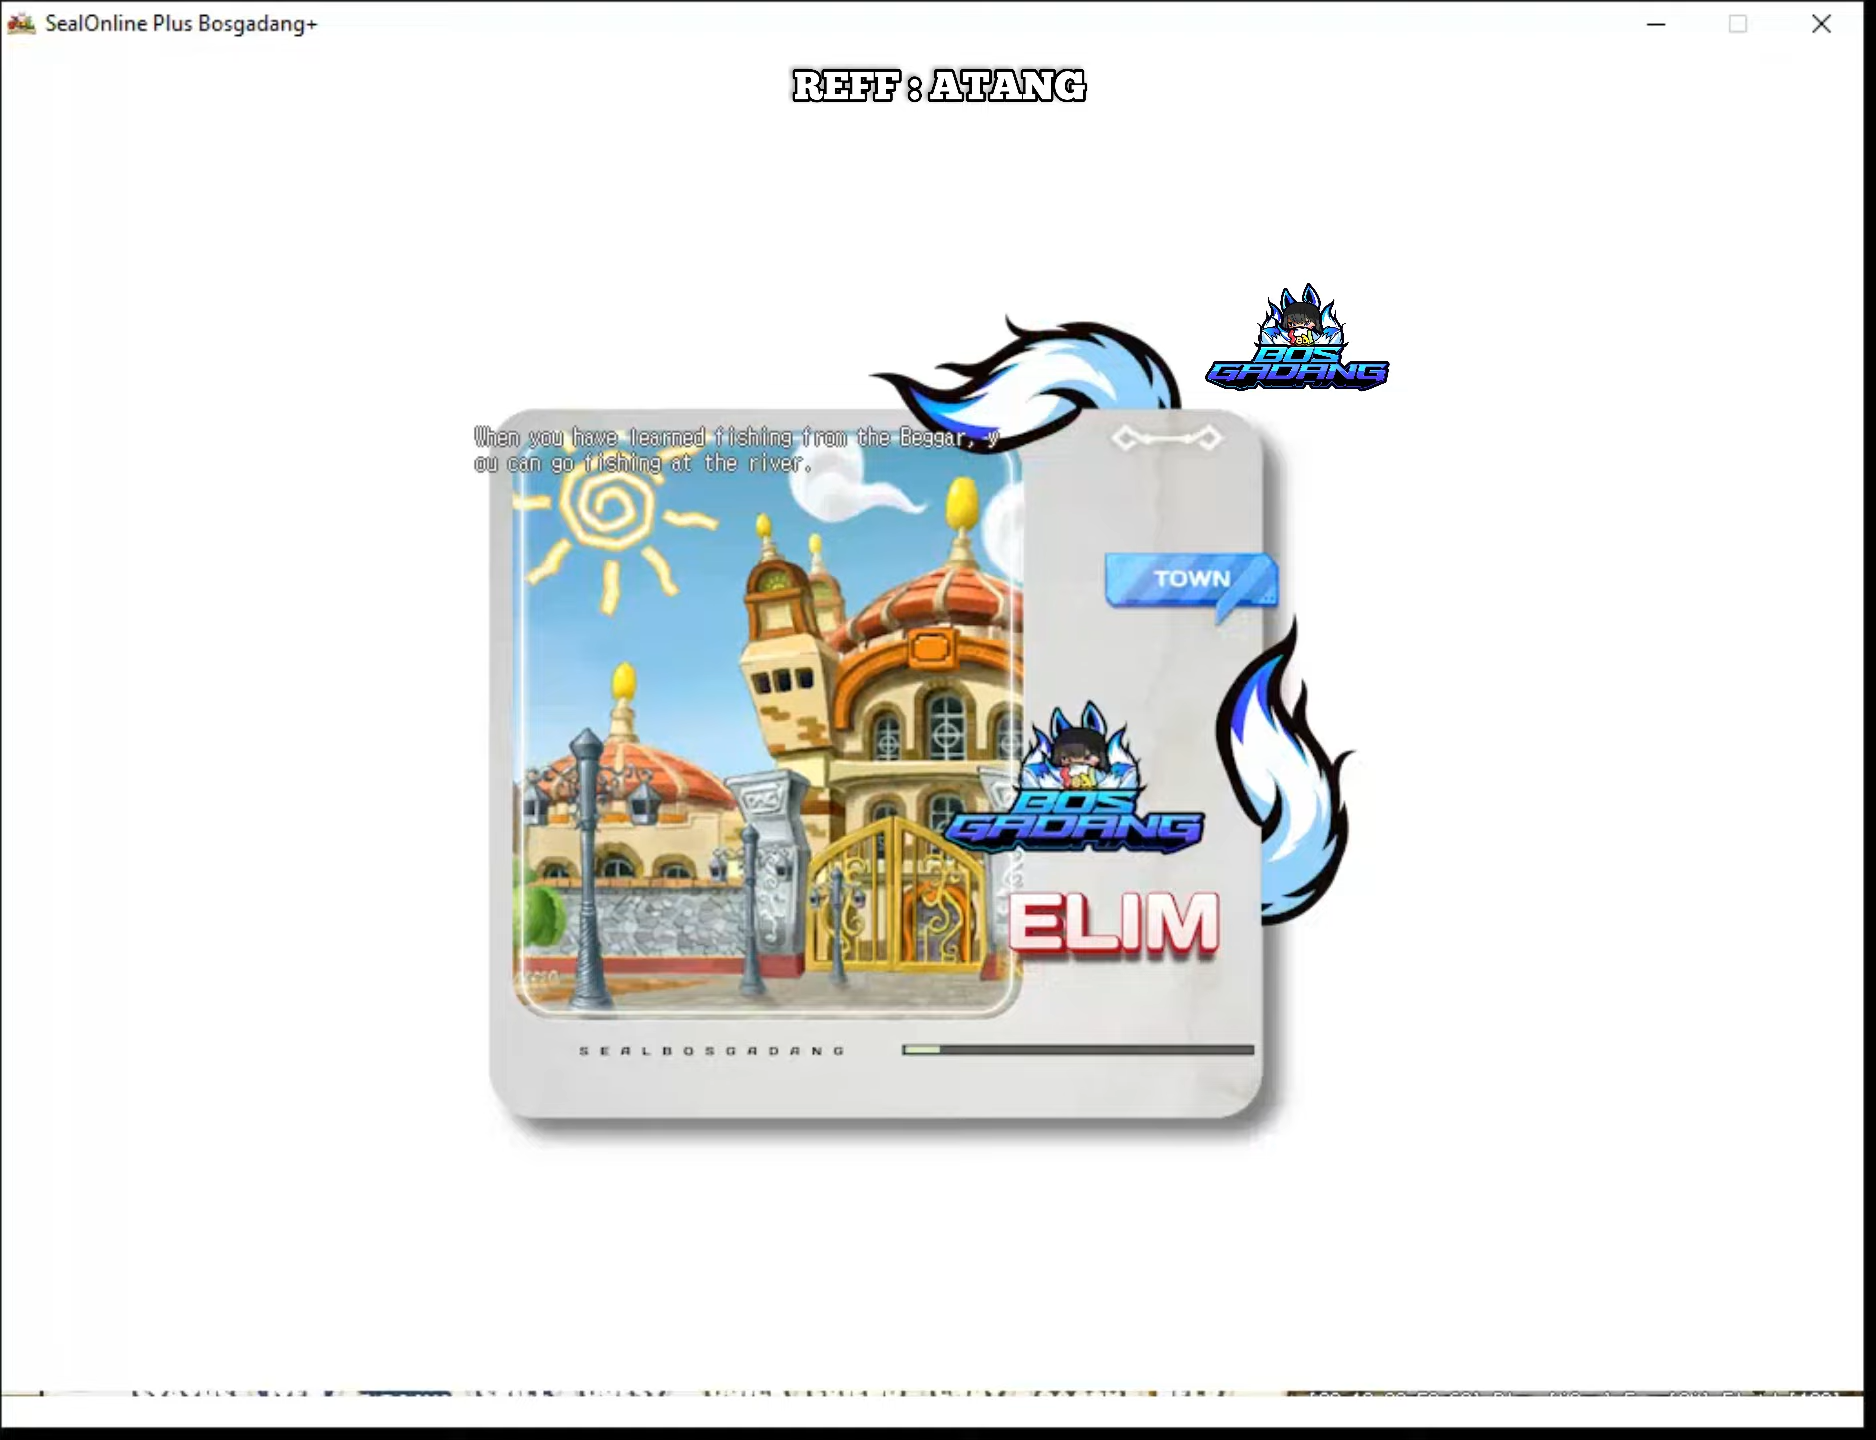 SealOnline Plus Bosgadang+
REFF : ATANG
BOS
GADANG
When you have learned fishing from the Beggar, y
ou can go fishing at the river.
TOWN
Seal
BOS
GADANG
ELIM
SEALBOSGADANG